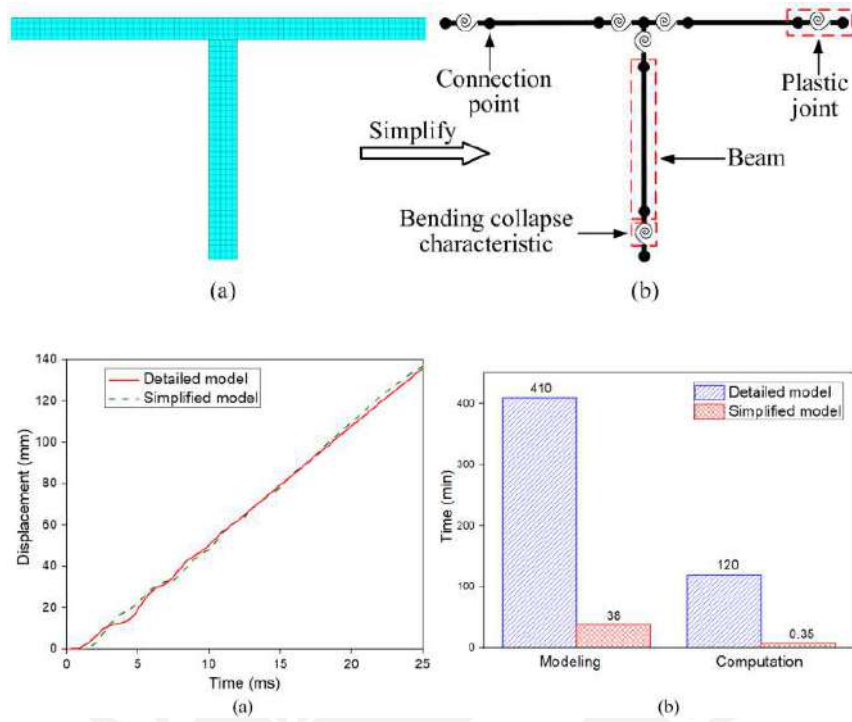 Connection
point
Plastic
joint
Simplify
Beam
Bending collapse
characteristic
(a)
(b)
140
120
100
80
60
40
20
0
Displacement (mm)
Detailed model
Simplified model
0
5
10
15
20
25
Time (ms)
(a)
400
300
200
100
0
Time (min)
410
38
120
0.35
Detailed model
Simplified model
Modeling
Computation
(b)